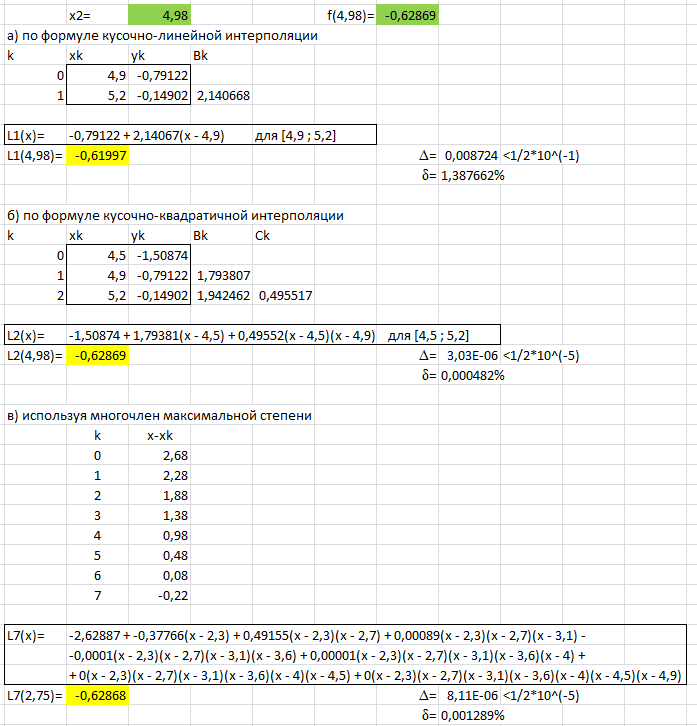 x2= 4,98 f(4,98)= -0,62869
а) по формуле кусочно-линейной интерполяции
k xk yk Bk
0 4,9 -0,79122
1 5,2 -0,14902 2,140668
L1(x)= -0,79122 + 2,14067(x - 4,9) для [4,9 ; 5,2]
L1(4,98)= -0,61997 Δ= 0,008724 <1/2*10^(-1)
δ= 1,387662%
б) по формуле кусочно-квадратичной интерполяции
k xk yk Bk Ck
0 4,5 -1,50874
1 4,9 -0,79122 1,793807
2 5,2 -0,14902 1,942462 0,495517
L2(x)= -1,50874 + 1,79381(x - 4,5) + 0,49552(x - 4,5)(x - 4,9) для [4,5 ; 5,2]
L2(4,98)= -0,62869 Δ= 3,03E-06 <1/2*10^(-5)
δ= 0,000482%
в) используя многочлен максимальной степени
k x-xk
0 2,68
1 2,28
2 1,88
3 1,38
4 0,98
5 0,48
6 0,08
7 -0,22
L7(x)= -2,62887 + -0,37766(x - 2,3) + 0,49155(x - 2,3)(x - 2,7) + 0,00089(x - 2,3)(x - 2,7)(x - 3,1) -
-0,0001(x - 2,3)(x - 2,7)(x - 3,1)(x - 3,6) + 0,00001(x - 2,3)(x - 2,7)(x - 3,1)(x - 3,6)(x - 4) +
+ 0(x - 2,3)(x - 2,7)(x - 3,1)(x - 3,6)(x - 4)(x - 4,5) + 0(x - 2,3)(x - 2,7)(x - 3,1)(x - 3,6)(x - 4)(x - 4,5)(x - 4,9)
L7(2,75)= -0,62868 Δ= 8,11E-06 <1/2*10^(-5)
δ= 0,001289%